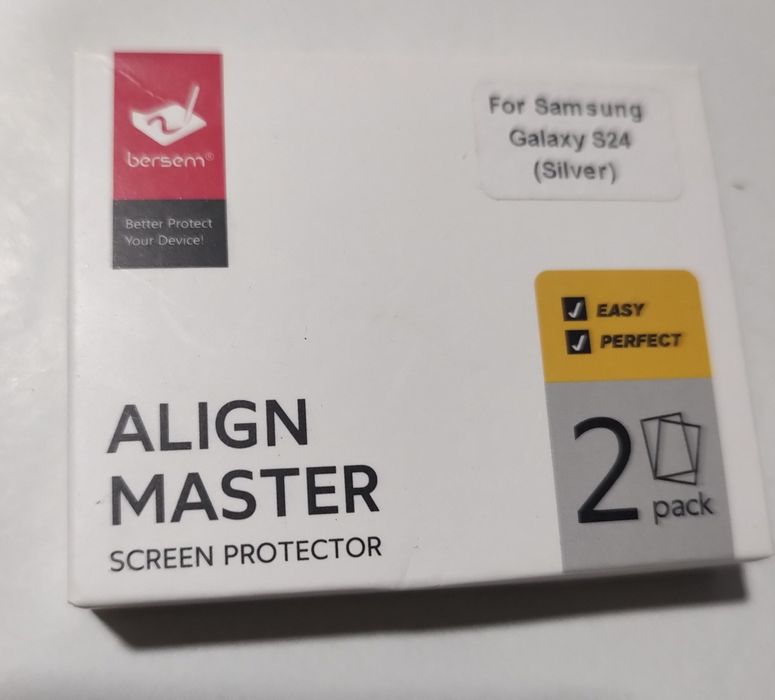 bersem®
Better Protect
Your Device!
For Samsung
Galaxy S24
(Silver)
EASY
PERFECT
2
pack
ALIGN
MASTER
SCREEN PROTECTOR